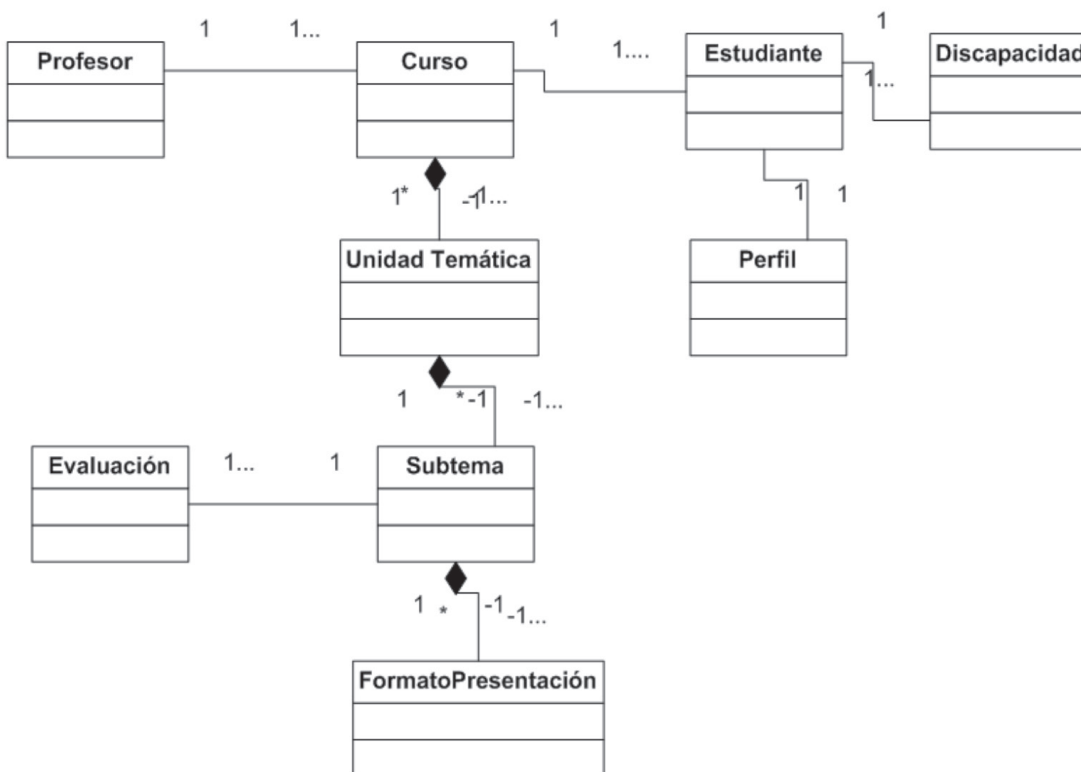 1 1... 1 1
1....
Profesor Curso Estudiante Discapacidad
1...
1* -1 -1... 1 1
Unidad Temática Perfil
1 * -1 -1...
Evaluación 1... 1 Subtema
1 * -1 -1...
FormatoPresentación